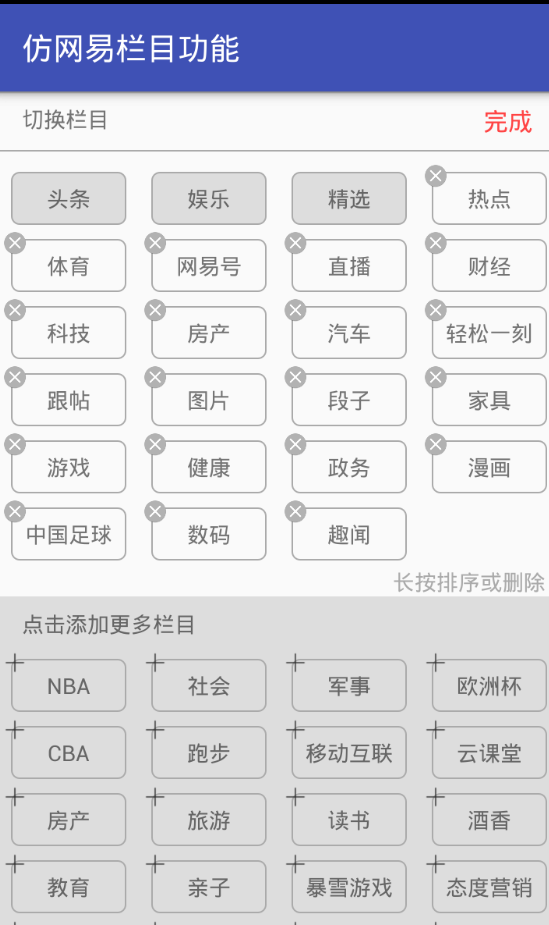 仿网易栏目功能
切换栏目 完成
头条 娱乐 精选 热点
体育 网易号 直播 财经
科技 房产 汽车 轻松一刻
跟帖 图片 段子 家具
游戏 健康 政务 漫画
中国足球 数码 趣闻
长按排序或删除
点击添加更多栏目
NBA 社会 军事 欧洲杯
CBA 跑步 移动互联 云课堂
房产 旅游 读书 酒香
教育 亲子 暴雪游戏 态度营销